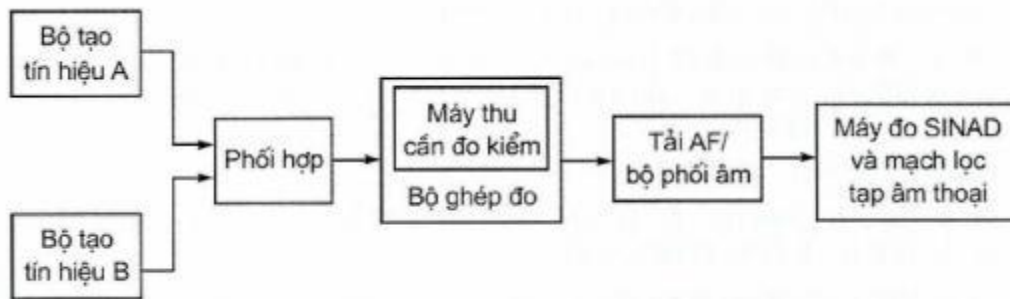 Bộ tạo
tín hiệu A
Phối hợp
Máy thu
cần đo kiểm
Bộ ghép đo
Tải AF/
bộ phối âm
Máy đo SINAD
và mạch lọc
tạp âm thoại
Bộ tạo
tín hiệu B